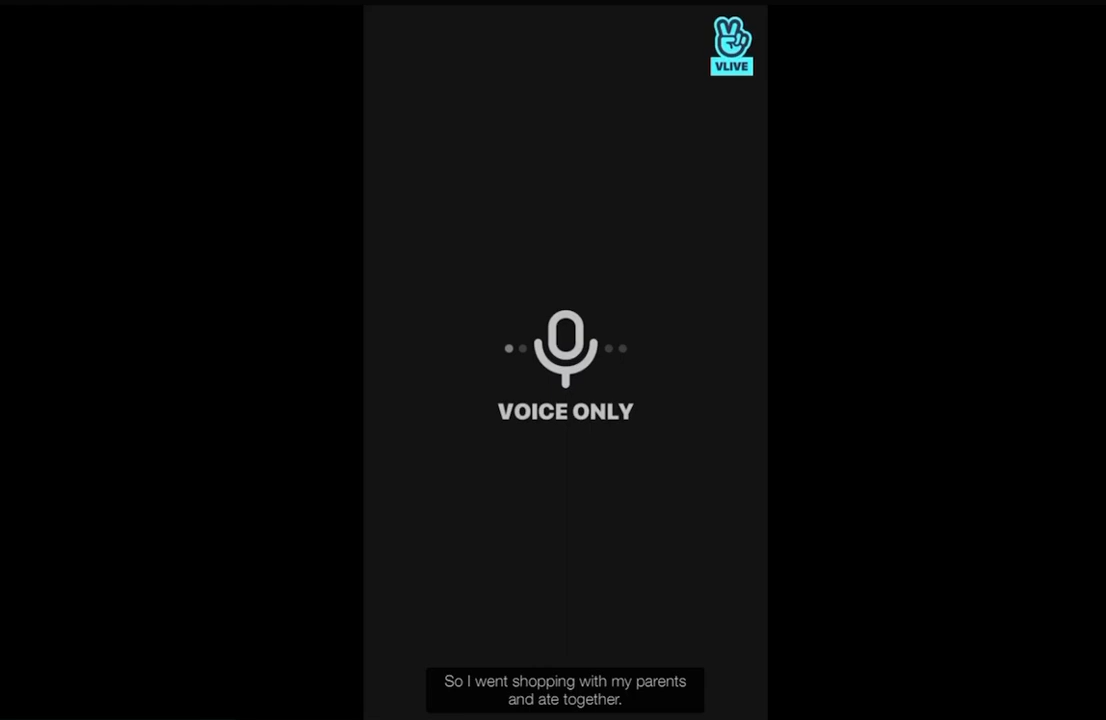 VLIVE
VOICE ONLY
So I went shopping with my parents
and ate together.